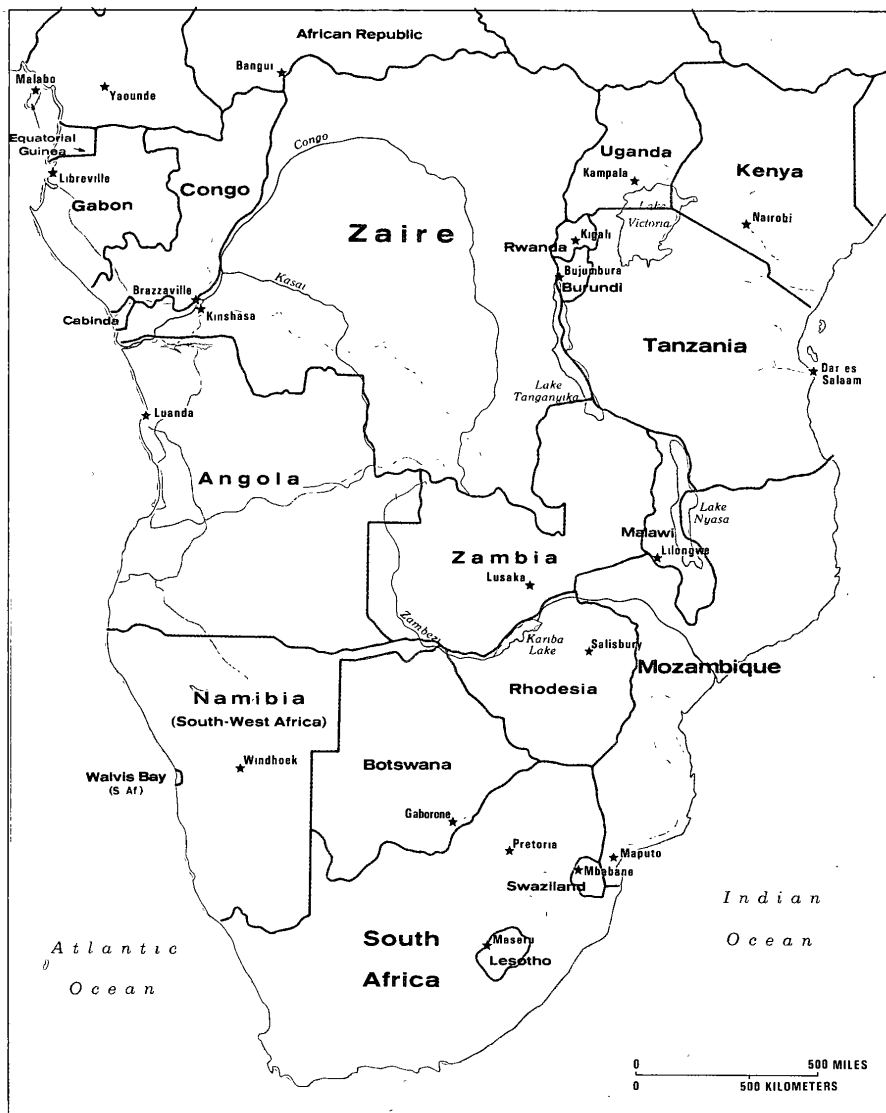 African Republic
Bangui
Malabo
Yaounde
Equatorial
Guinea
Libreville
Gabon
Congo
Congo
Zaire
Uganda
Kampala
Kenya
Lake
Victoria
Nairobi
Rwanda
Kigali
Bujumbura
Burundi
Kasai
Brazzaville
Kinshasa
Cabinda
Tanzania
Dar es
Salaam
Lake
Tanganyika
Luanda
Angola
Lake
Nyasa
Malawi
Lilongwe
Zambia
Lusaka
Zambezi
Kariba
Lake
Salisbury
Mozambique
Rhodesia
Namibia
(South-West Africa)
Windhoek
Walvis Bay
(S Af)
Botswana
Gaborone
Pretoria
Maputo
Mbabane
Swaziland
Indian
Ocean
Atlantic
Ocean
South
Africa
Maseru
Lesotho
0 500 MILES
0 500 KILOMETERS